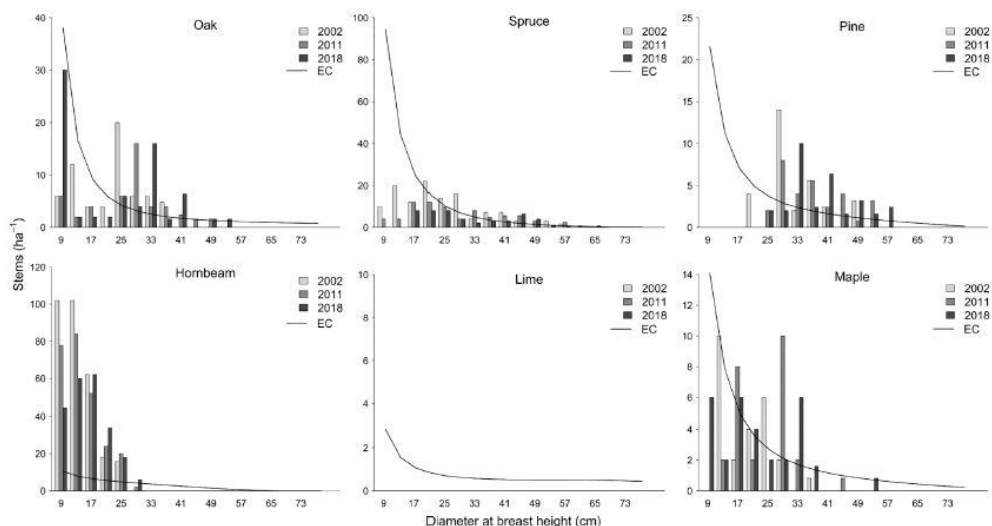 Oak
40
30
20
10
0
9 17 25 33 41 49 57 65 73
2002
2011
2018
EC
Spruce
100
80
60
40
20
0
9 17 25 33 41 49 57 65 73
2002
2011
2018
EC
Pine
25
20
15
10
5
0
9 17 25 33 41 49 57 65 73
2002
2011
2018
EC
Stems (ha⁻¹)
Hornbeam
120
100
80
60
40
20
0
9 17 25 33 41 49 57 65 73
2002
2011
2018
EC
Lime
10
8
6
4
2
0
9 17 25 33 41 49 57 65 73
2002
2011
2018
EC
Maple
14
12
10
8
6
4
2
0
9 17 25 33 41 49 57 65 73
2002
2011
2018
EC
Diameter at breast height (cm)